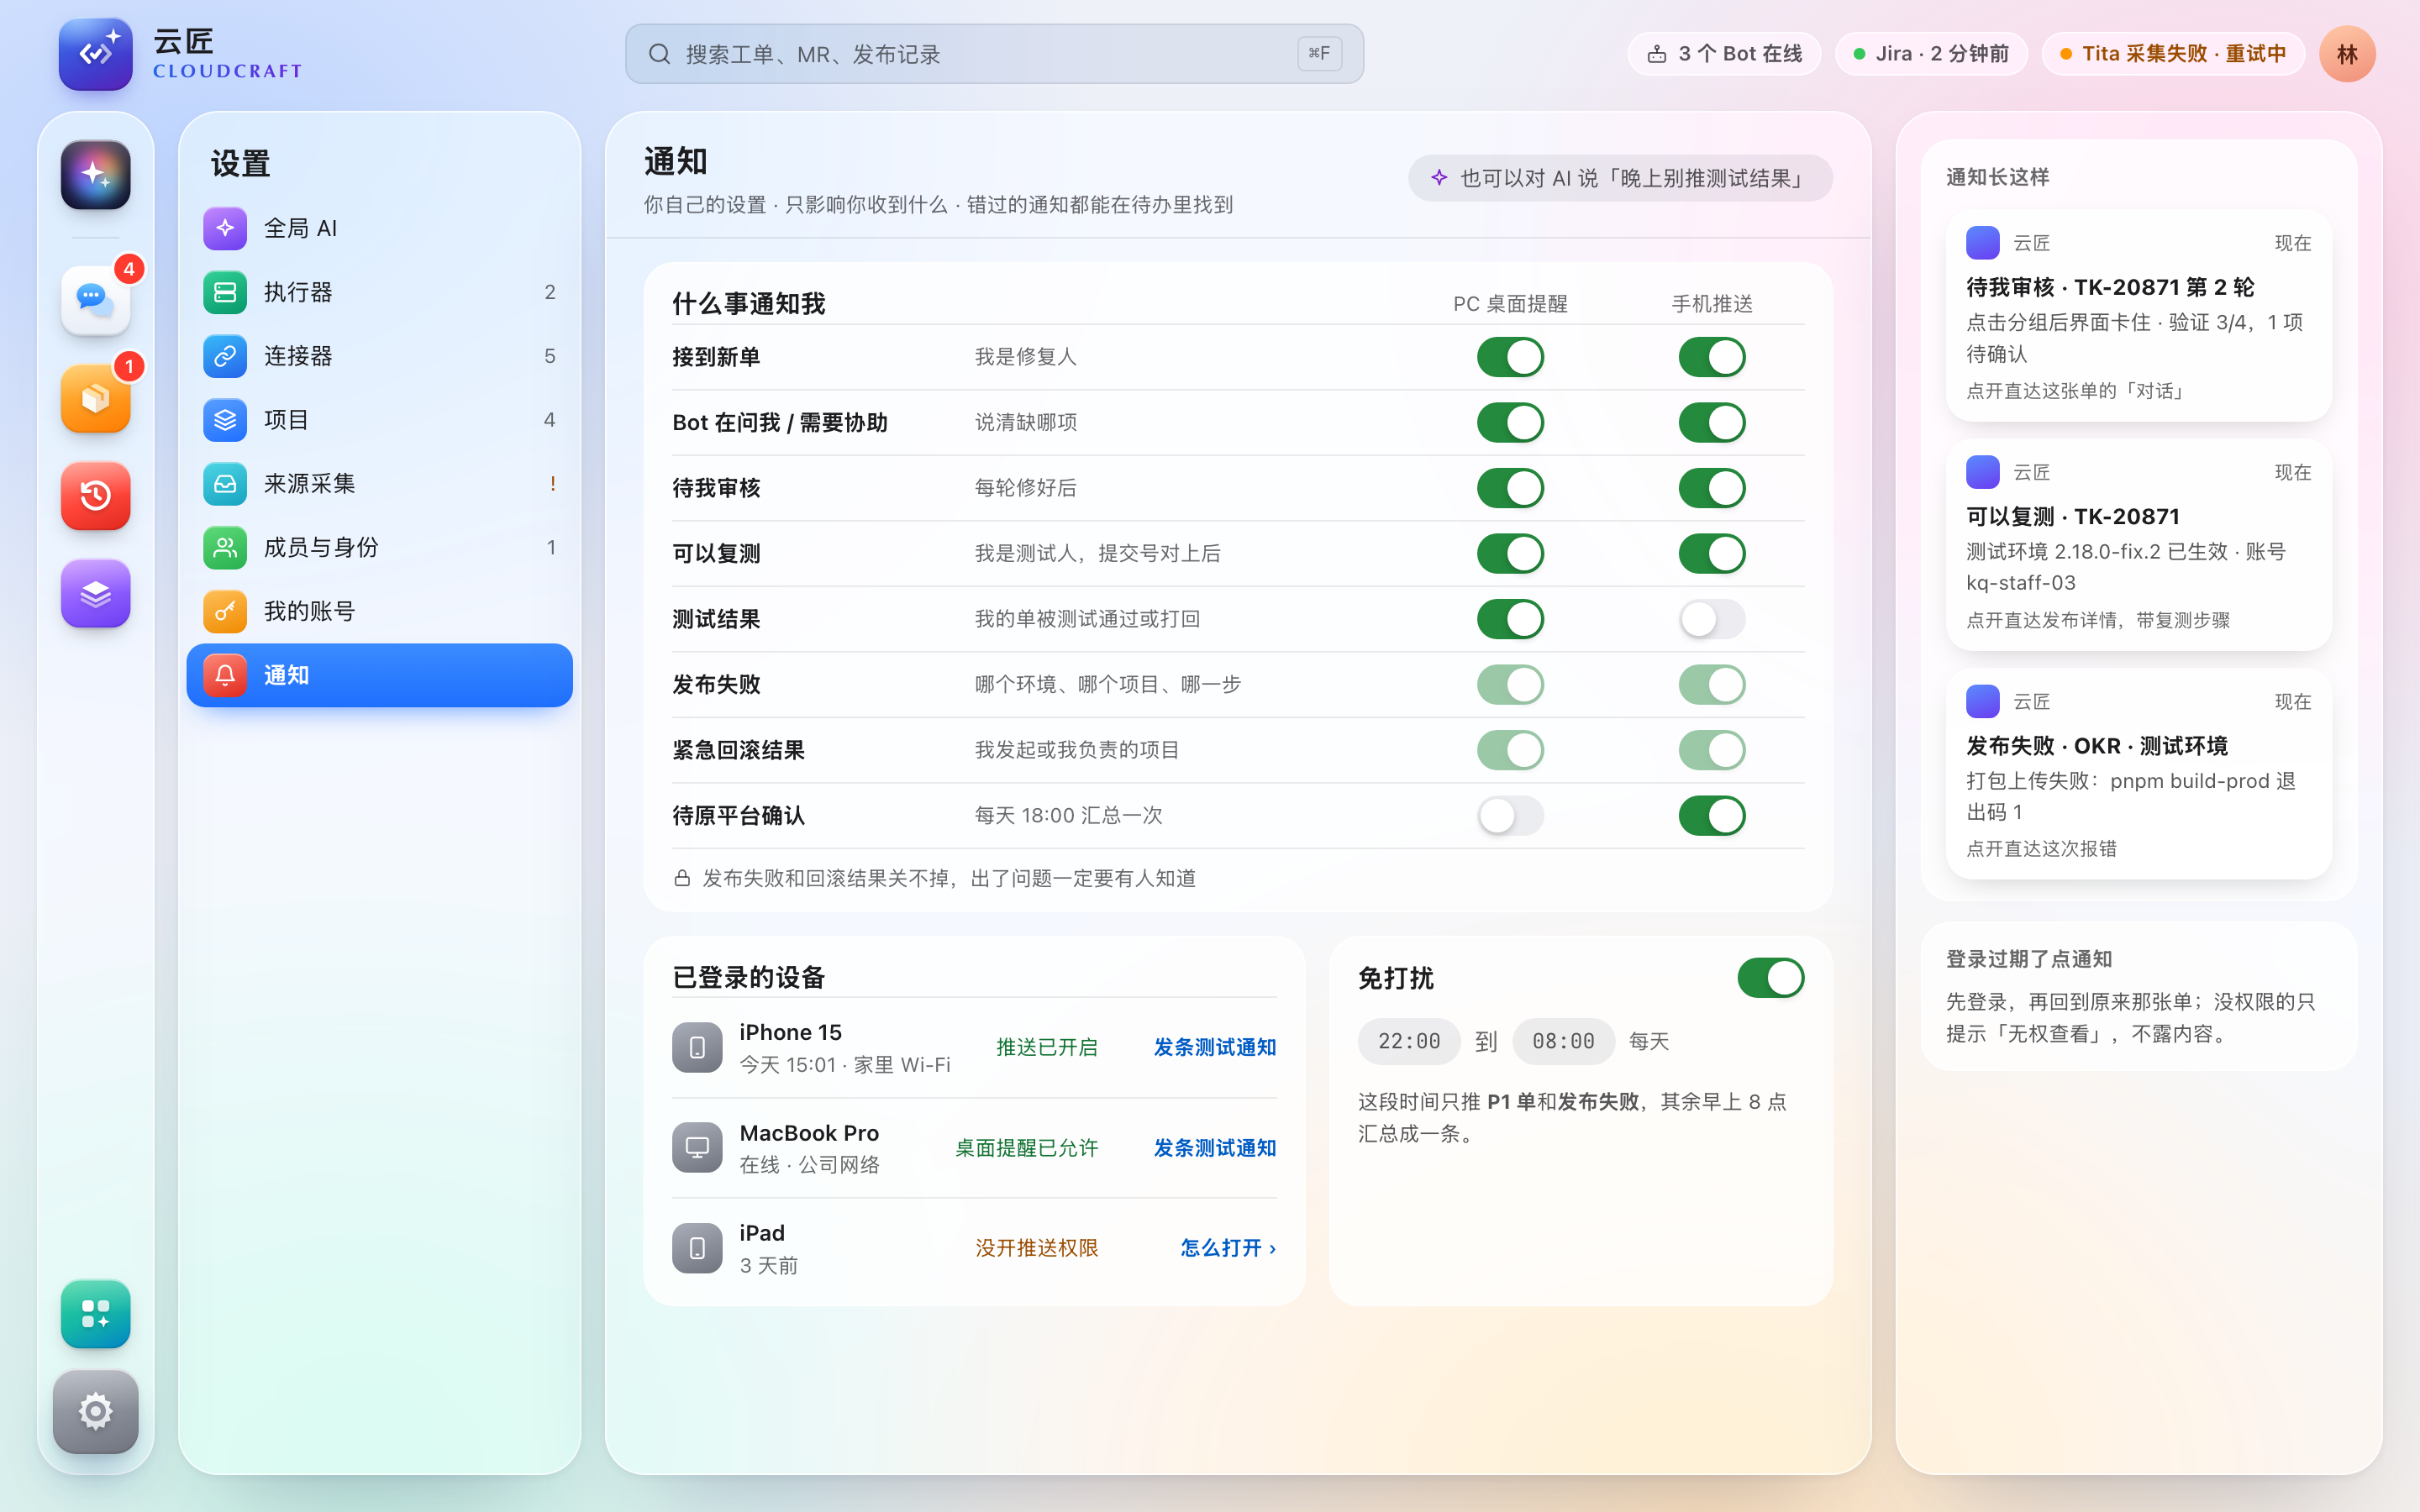 云匠
CLOUDCRAFT
搜索工单、MR、发布记录
⌘F
3 个 Bot 在线
Jira · 2 分钟前
Tita 采集失败 · 重试中
林
4
1
设置
全局 AI
执行器 2
连接器 5
项目 4
来源采集 !
成员与身份 1
我的账号
通知
通知
你自己的设置 · 只影响你收到什么 · 错过的通知都能在待办里找到
也可以对 AI 说「晚上别推测试结果」
什么事通知我 PC 桌面提醒 手机推送
接到新单 我是修复人
Bot 在问我 / 需要协助 说清缺哪项
待我审核 每轮修好后
可以复测 我是测试人，提交号对上后
测试结果 我的单被测试通过或打回
发布失败 哪个环境、哪个项目、哪一步
紧急回滚结果 我发起或我负责的项目
待原平台确认 每天 18:00 汇总一次
发布失败和回滚结果关不掉，出了问题一定要有人知道
已登录的设备
iPhone 15
今天 15:01 · 家里 Wi-Fi
推送已开启
发条测试通知
MacBook Pro
在线 · 公司网络
桌面提醒已允许
发条测试通知
iPad
3 天前
没开推送权限
怎么打开 ›
免打扰
22:00 到 08:00 每天
这段时间只推 P1 单和发布失败，其余早上 8 点
汇总成一条。
通知长这样
云匠 现在
待我审核 · TK-20871 第 2 轮
点击分组后界面卡住 · 验证 3/4，1 项
待确认
点开直达这张单的「对话」
云匠 现在
可以复测 · TK-20871
测试环境 2.18.0-fix.2 已生效 · 账号
kq-staff-03
点开直达发布详情，带复测步骤
云匠 现在
发布失败 · OKR · 测试环境
打包上传失败：pnpm build-prod 退
出码 1
点开直达这次报错
登录过期了点通知
先登录，再回到原来那张单；没权限的只
提示「无权查看」，不露内容。